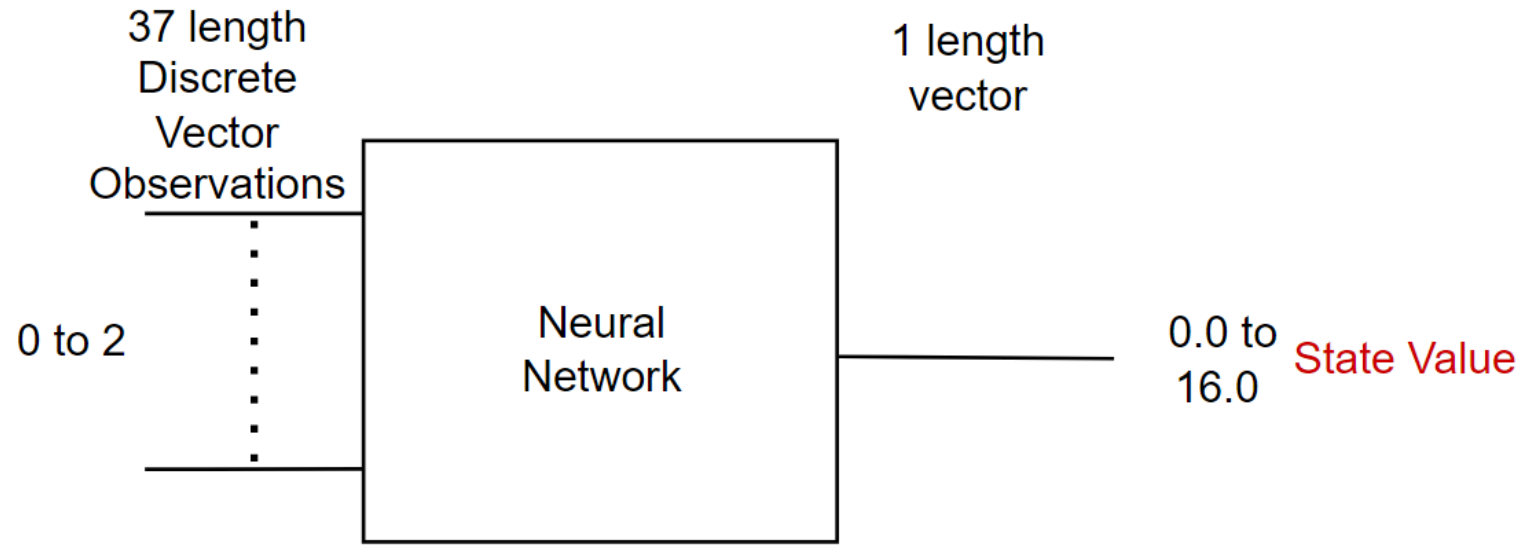 37 length
Discrete
Vector
Observations
1 length
vector
0 to 2
Neural
Network
0.0 to
16.0
State Value